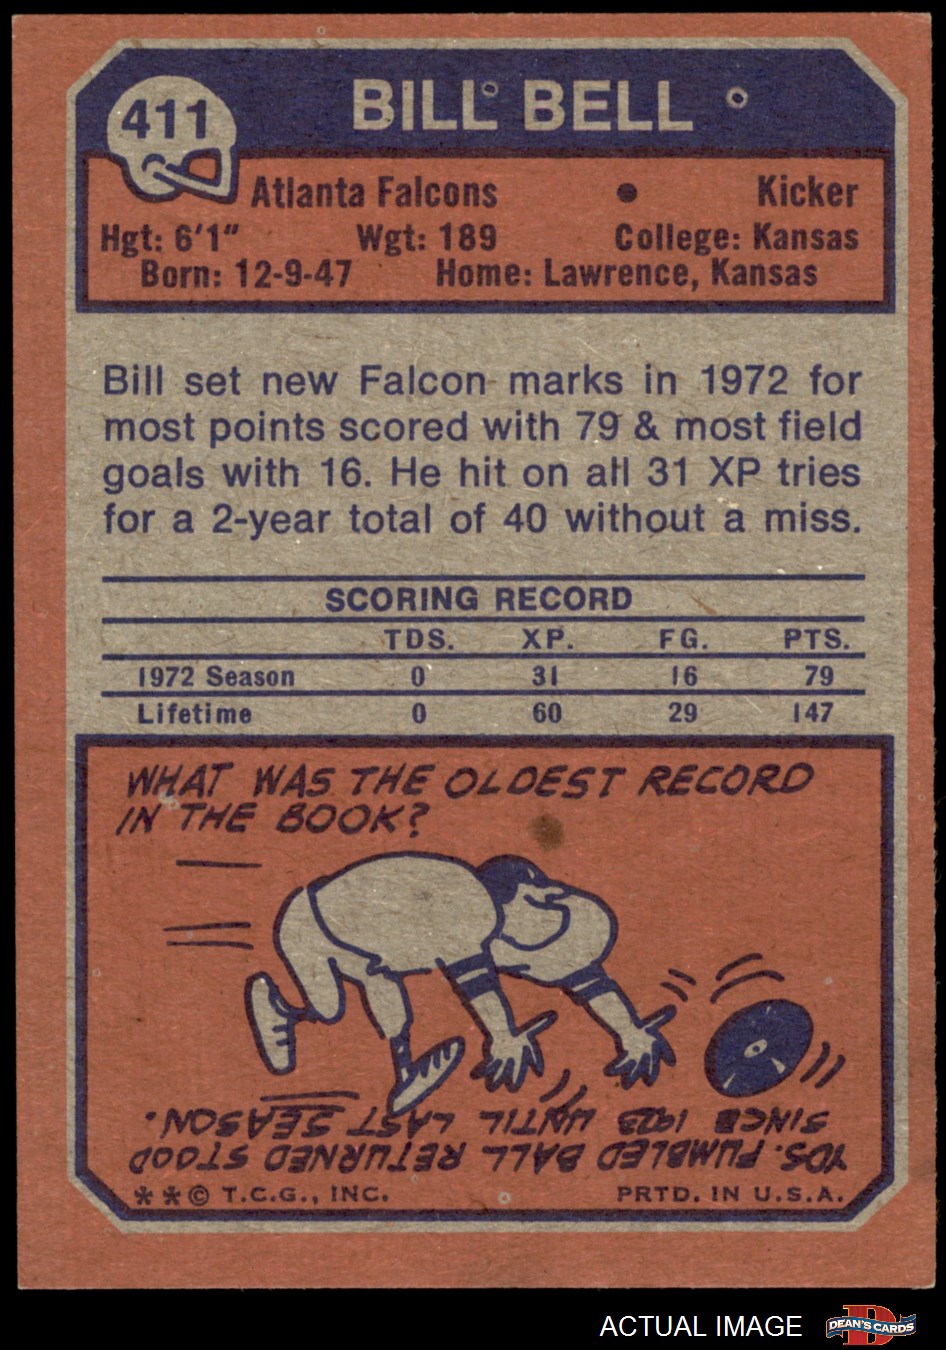 411
BILL BELL
Atlanta Falcons • Kicker
Hgt: 6'1" Wgt: 189 College: Kansas
Born: 12-9-47 Home: Lawrence, Kansas
Bill set new Falcon marks in 1972 for
most points scored with 79 & most field
goals with 16. He hit on all 31 XP tries
for a 2-year total of 40 without a miss.
SCORING RECORD
TDS. XP. FG. PTS.
1972 Season 0 31 16 79
Lifetime 0 60 29 147
WHAT WAS THE OLDEST RECORD
IN THE BOOK?
YDS. FUMBLED BALL RETURNED STOOD
SINCE 1923 UNTIL LAST SEASON.
**© T.C.G., INC. PRTD. IN U.S.A.
ACTUAL IMAGE
DEAN'S CARDS